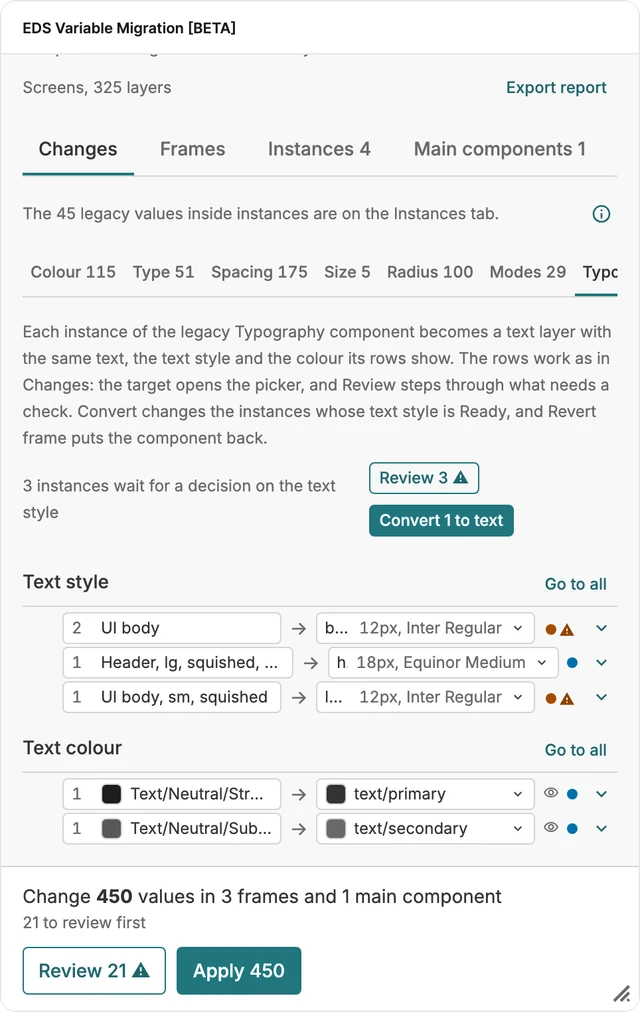 EDS Variable Migration [BETA]
Screens, 325 layers
Export report
Changes
Frames
Instances 4
Main components 1
The 45 legacy values inside instances are on the Instances tab.
Colour 115
Type 51
Spacing 175
Size 5
Radius 100
Modes 29
Typo
Each instance of the legacy Typography component becomes a text layer with
the same text, the text style and the colour its rows show. The rows work as in
Changes: the target opens the picker, and Review steps through what needs a
check. Convert changes the instances whose text style is Ready, and Revert
frame puts the component back.
3 instances wait for a decision on the text
style
Review 3
Convert 1 to text
Text style
Go to all
2 UI body → b... 12px, Inter Regular
1 Header, lg, squished, ... → h. 18px, Equinor Medium
1 UI body, sm, squished → l... 12px, Inter Regular
Text colour
Go to all
1 Text/Neutral/Str... → text/primary
1 Text/Neutral/Sub... → text/secondary
Change 450 values in 3 frames and 1 main component
21 to review first
Review 21
Apply 450